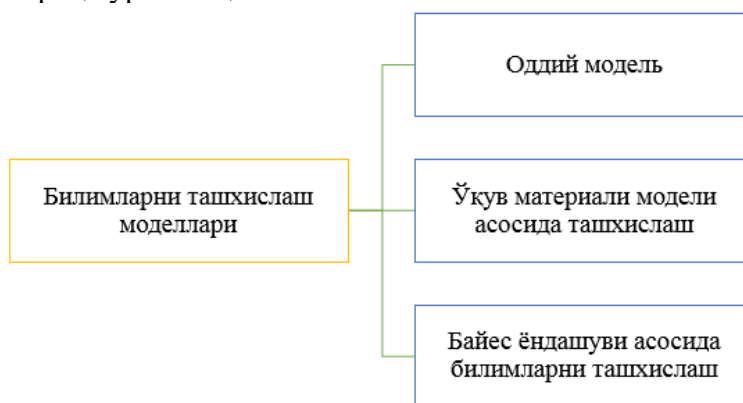 Оддий модель
Билимларни ташхислаш
моделлари
Ўқув материали модели
асосида ташхислаш
Байес ёндашуви асосида
билимларни ташхислаш